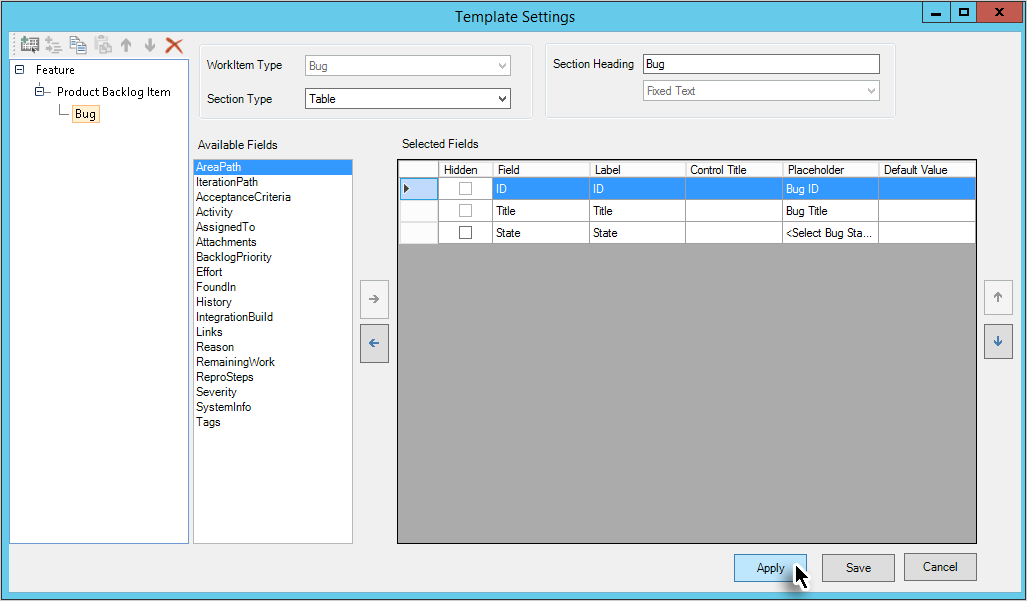 Template Settings
Feature
Product Backlog Item
Bug
WorkItem Type
Bug
Section Type
Table
Section Heading
Bug
Fixed Text
Available Fields
AreaPath
IterationPath
AcceptanceCriteria
Activity
AssignedTo
Attachments
BacklogPriority
Effort
FoundIn
History
IntegrationBuild
Links
Reason
RemainingWork
ReproSteps
Severity
SystemInfo
Tags
Selected Fields
Hidden Field Label Control Title Placeholder Default Value
ID ID Bug ID
Title Title Bug Title
State State <Select Bug Sta...
Apply Save Cancel